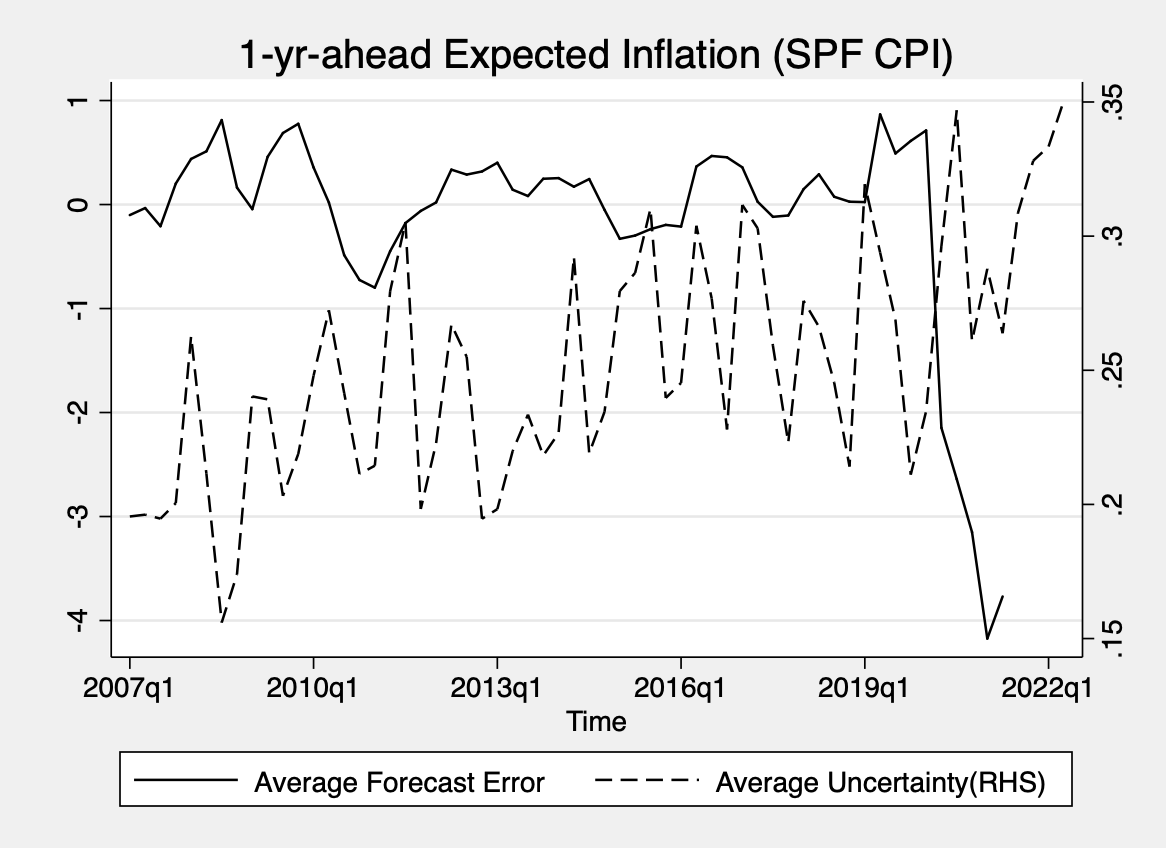 1-yr-ahead Expected Inflation (SPF CPI)
1
0
-1
-2
-3
-4
.35
.3
.25
.2
.15
2007q1 2010q1 2013q1 2016q1 2019q1 2022q1
Time
Average Forecast Error Average Uncertainty(RHS)